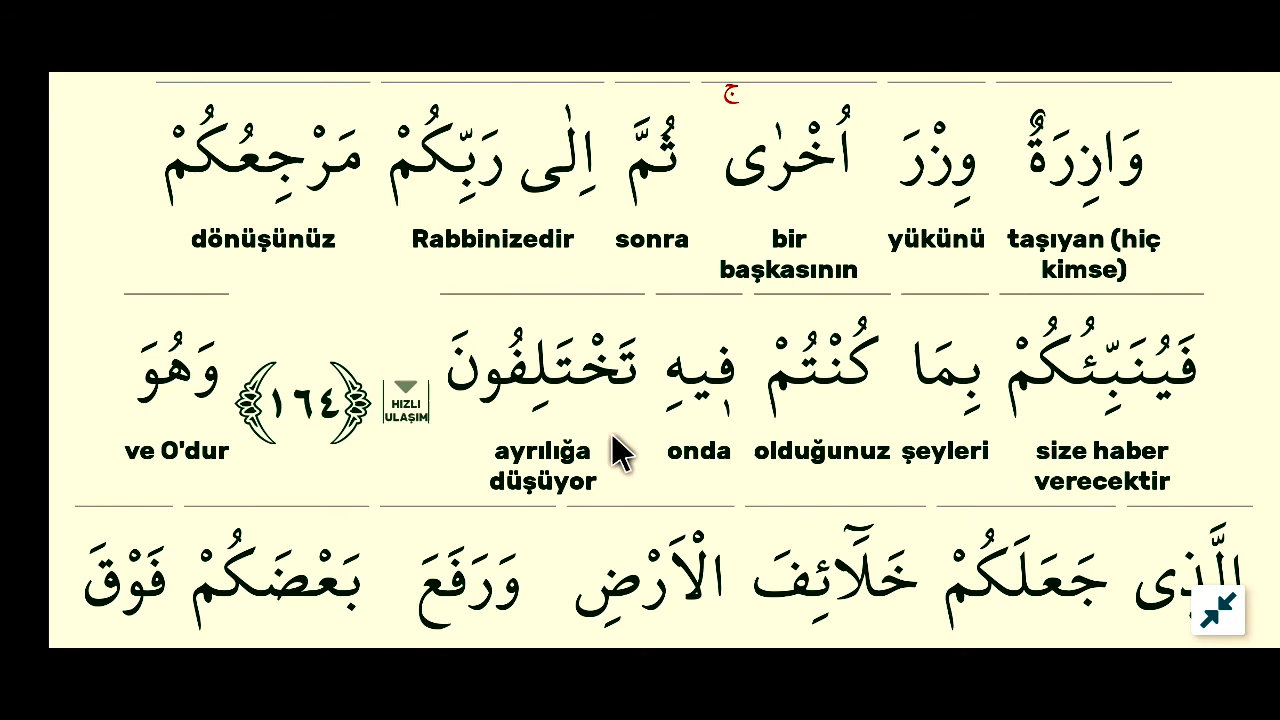 ج
وَازِرَةٌ وِزْرَ اُخْرٰى ثُمَّ اِلٰى رَبِّكُمْ مَرْجِعُكُمْ
taşıyan (hiç kimse) yükünü bir başkasının sonra Rabbinizedir dönüşünüz
فَيُنَبِّئُكُمْ بِمَا كُنْتُمْ فٖيهِ تَخْتَلِفُونَ ﴿١٦٤﴾ وَهُوَ
HIZLI ULAŞIM
size haber verecektir şeyleri olduğunuz onda ayrılığa düşüyor ve O'dur
الَّذٖى جَعَلَكُمْ خَلَٓائِفَ الْاَرْضِ وَرَفَعَ بَعْضَكُمْ فَوْقَ